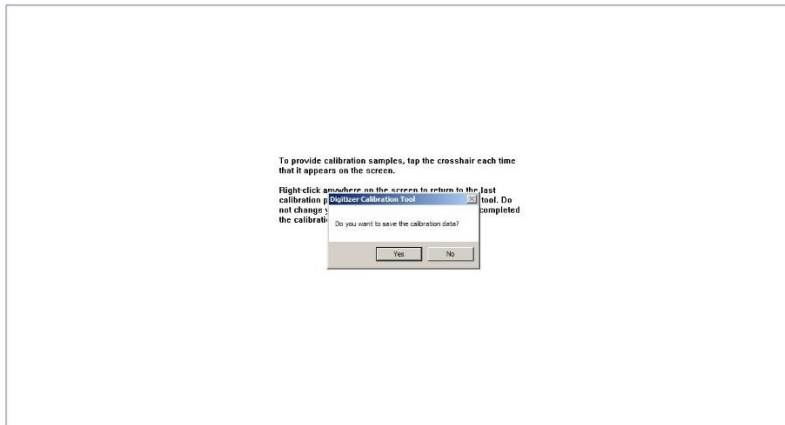 To provide calibration samples, tap the crosshair each time
that it appears on the screen.
Right-click anywhere on the screen to return to the last
calibration tool. Do
not change completed
the
Digitizer Calibration Tool
Do you want to save the calibration data?
Yes No